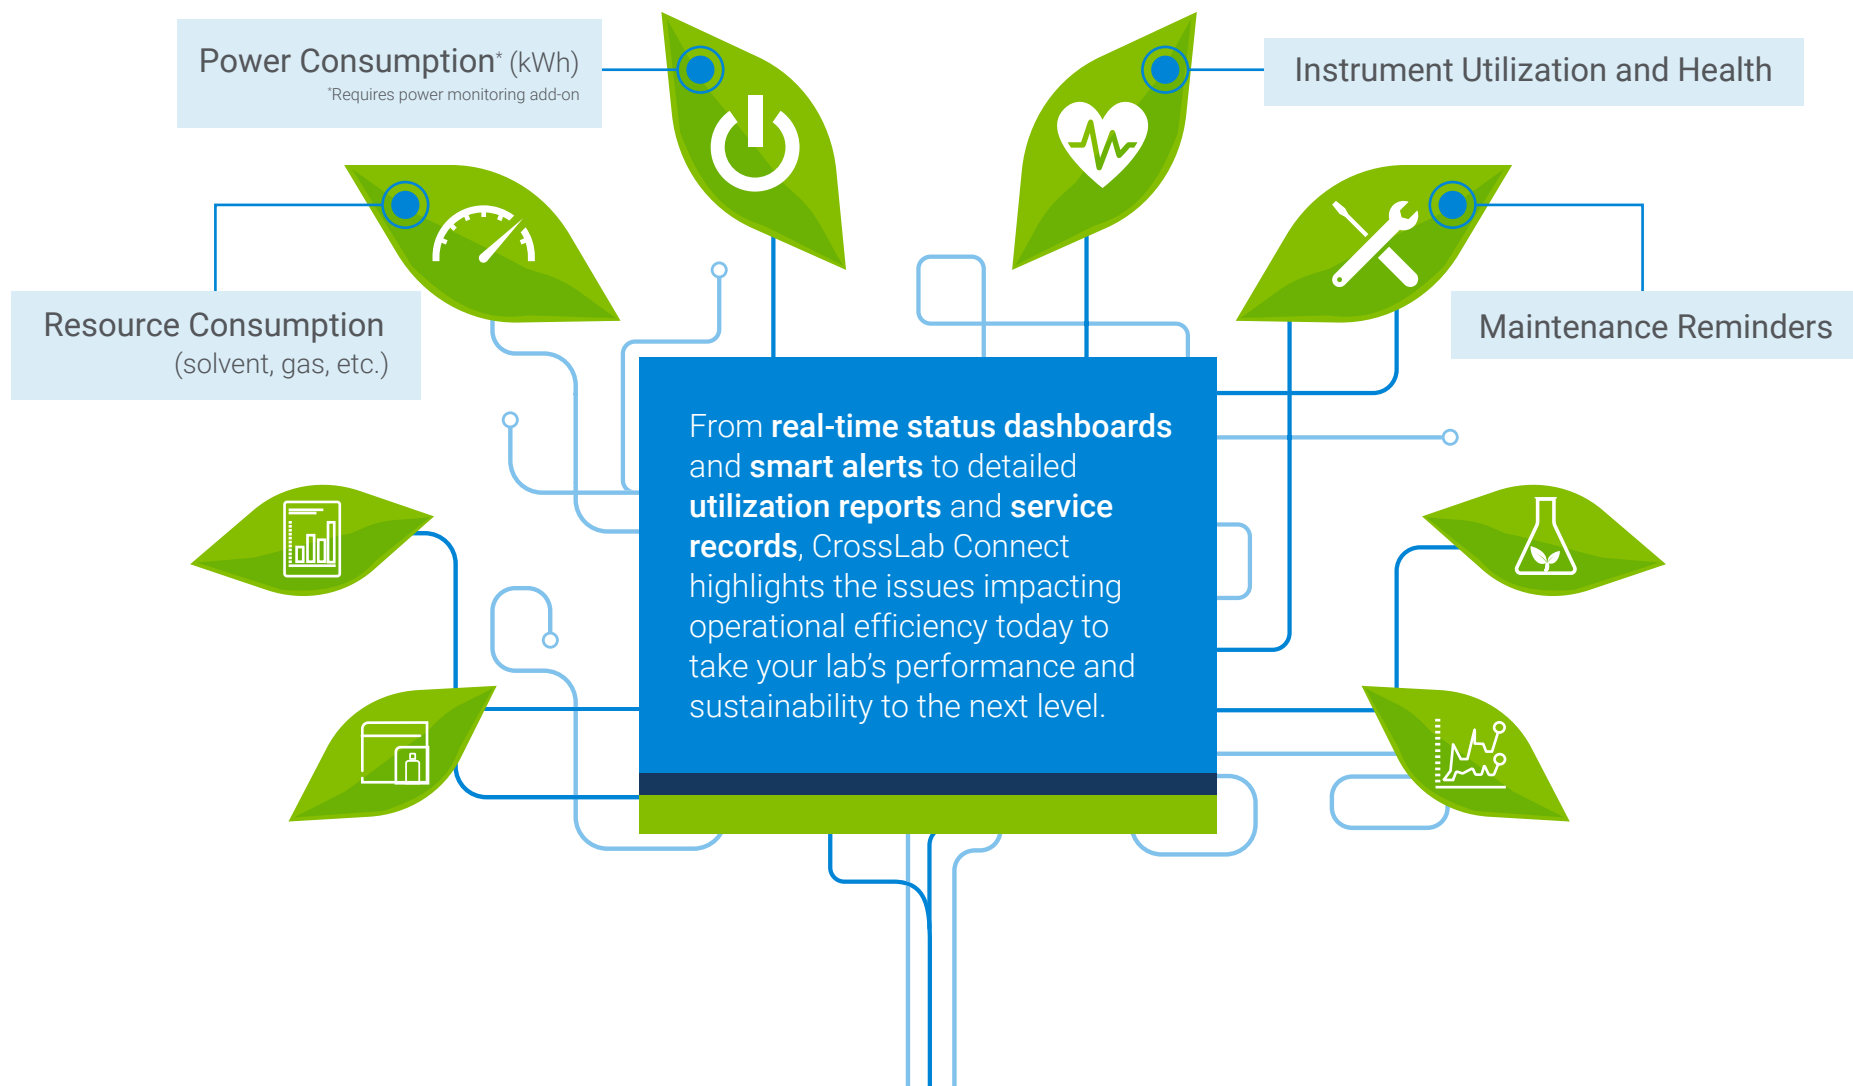 Power Consumption* (kWh)
*Requires power monitoring add-on
Instrument Utilization and Health
Resource Consumption
(solvent, gas, etc.)
Maintenance Reminders
From real-time status dashboards
and smart alerts to detailed
utilization reports and service
records, CrossLab Connect
highlights the issues impacting
operational efficiency today to
take your lab’s performance and
sustainability to the next level.